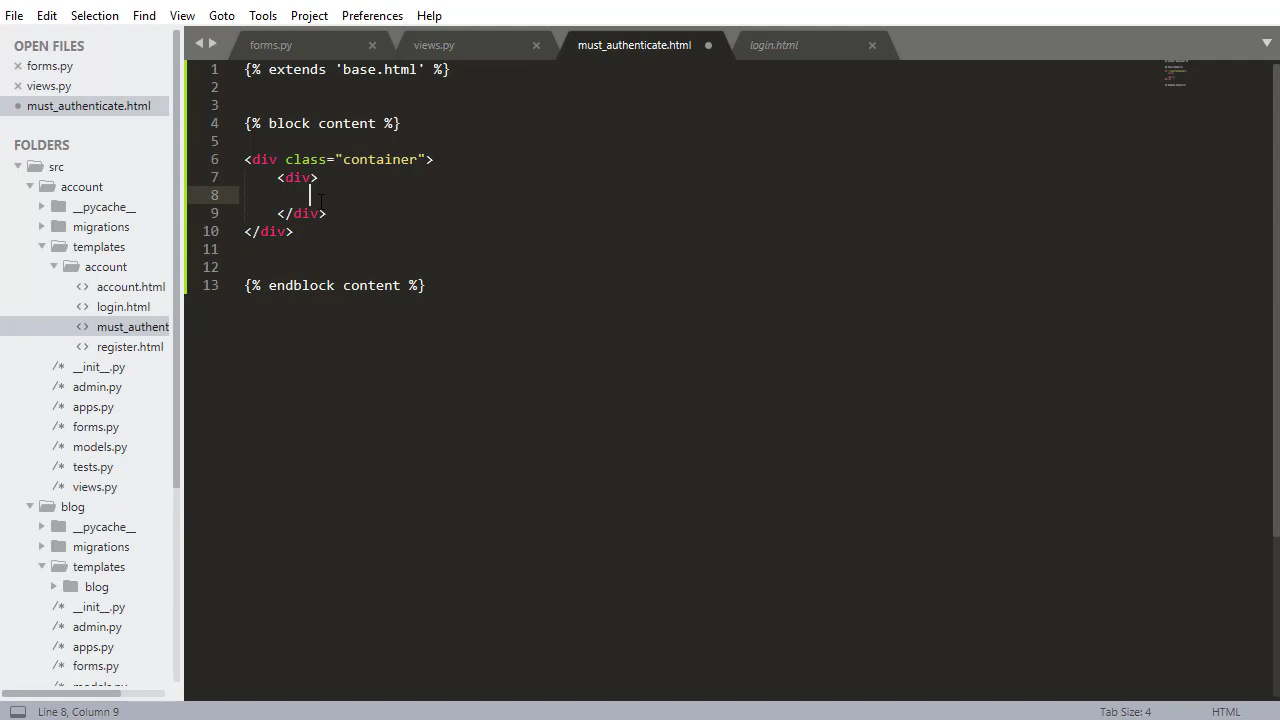 File Edit Selection Find View Goto Tools Project Preferences Help
OPEN FILES
forms.py
views.py
must_authenticate.html
FOLDERS
src
account
__pycache__
migrations
templates
account
account.html
login.html
must_authent
register.html
__init__.py
admin.py
apps.py
forms.py
models.py
tests.py
views.py
blog
__pycache__
migrations
templates
blog
__init__.py
admin.py
apps.py
forms.py
models.py
forms.py views.py must_authenticate.html login.html
1 {% extends 'base.html' %}
2
3
4 {% block content %}
5
6 <div class="container">
7 <div>
8
9 </div>
10 </div>
11
12
13 {% endblock content %}
Line 8, Column 9 Tab Size: 4 HTML